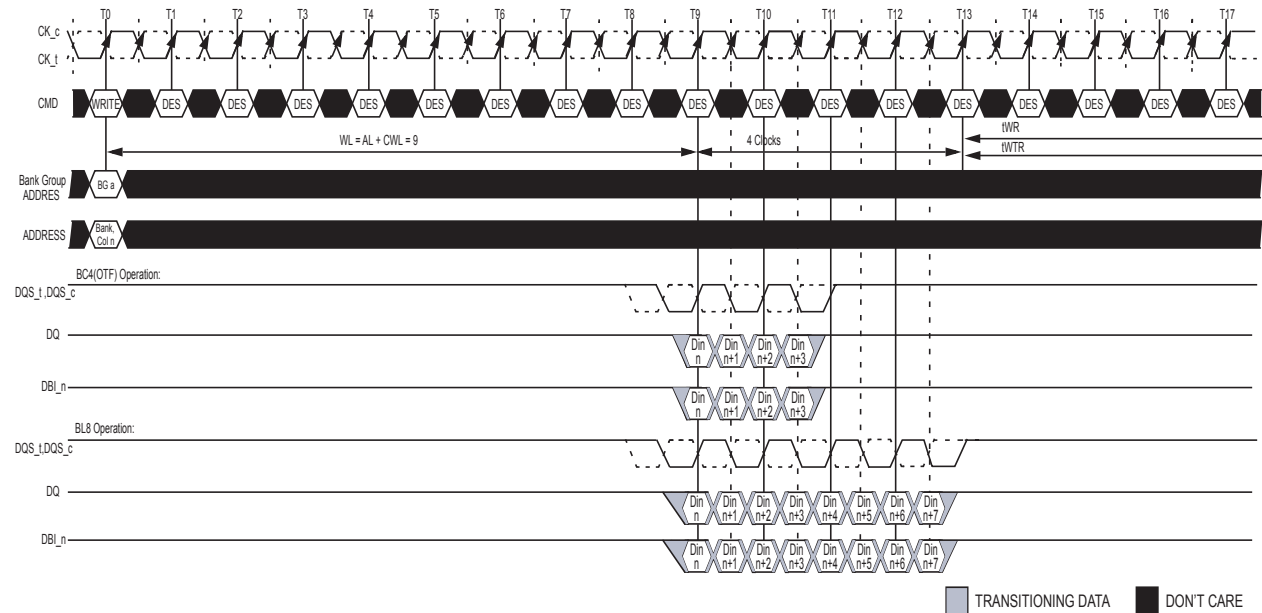 T0 T1 T2 T3 T4 T5 T6 T7 T8 T9 T10 T11 T12 T13 T14 T15 T16 T17
CK_c
CK_t
CMD WRITE DES DES DES DES DES DES DES DES DES DES DES DES DES DES DES DES DES
WL = AL + CWL = 9
4 Clocks
tWR
tWTR
Bank Group
ADDRES
BG a
ADDRESS
Bank,
Col n
BC4(OTF) Operation:
DQS_t ,DQS_c
DQ
Din Din Din Din
n n+1 n+2 n+3
DBI_n
Din Din Din Din
n n+1 n+2 n+3
BL8 Operation:
DQS_t,DQS_c
DQ
Din Din Din Din Din Din Din Din
n n+1 n+2 n+3 n+4 n+5 n+6 n+7
DBI_n
Din Din Din Din Din Din Din Din
n n+1 n+2 n+3 n+4 n+5 n+6 n+7
TRANSITIONING DATA
DON'T CARE